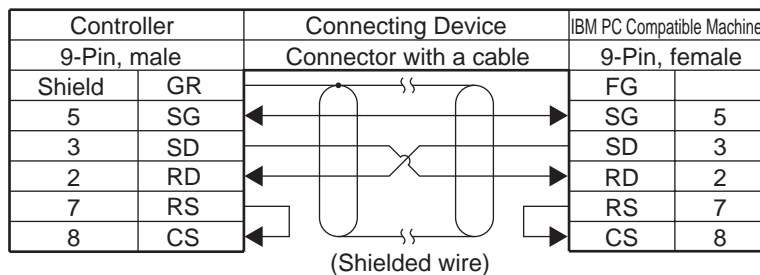 Controller Connecting Device IBM PC Compatible Machine
9-Pin, male Connector with a cable 9-Pin, female
Shield GR FG
5 SG SG 5
3 SD SD 3
2 RD RD 2
7 RS RS 7
8 CS CS 8
(Shielded wire)